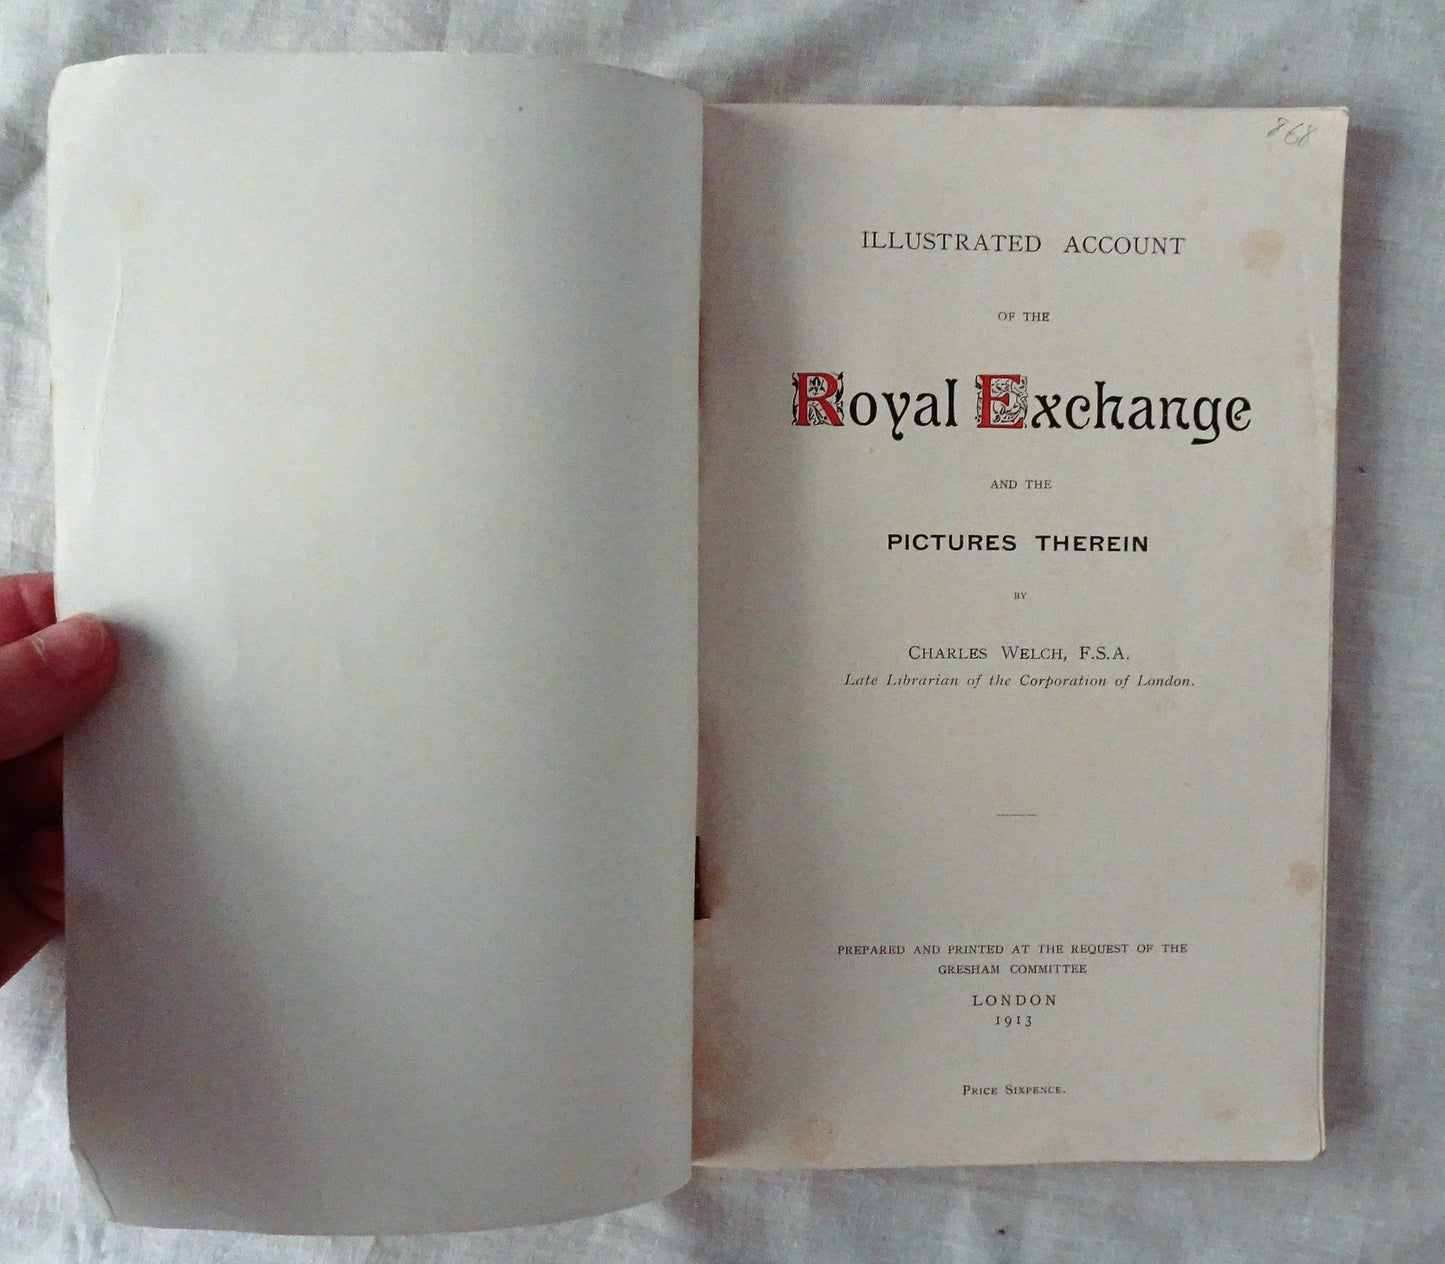 868
ILLUSTRATED ACCOUNT
OF THE
Royal Exchange
AND THE
PICTURES THEREIN
BY
CHARLES WELCH, F.S.A.
Late Librarian of the Corporation of London.
PREPARED AND PRINTED AT THE REQUEST OF THE
GRESHAM COMMITTEE
LONDON
1913
PRICE SIXPENCE.